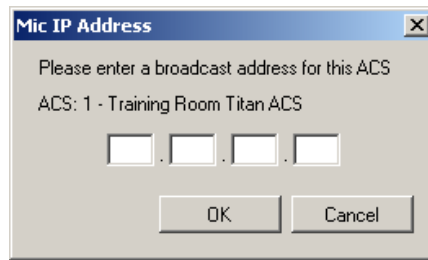 Mic IP Address
Please enter a broadcast address for this ACS
ACS: 1 - Training Room Titan ACS
. . .
OK Cancel